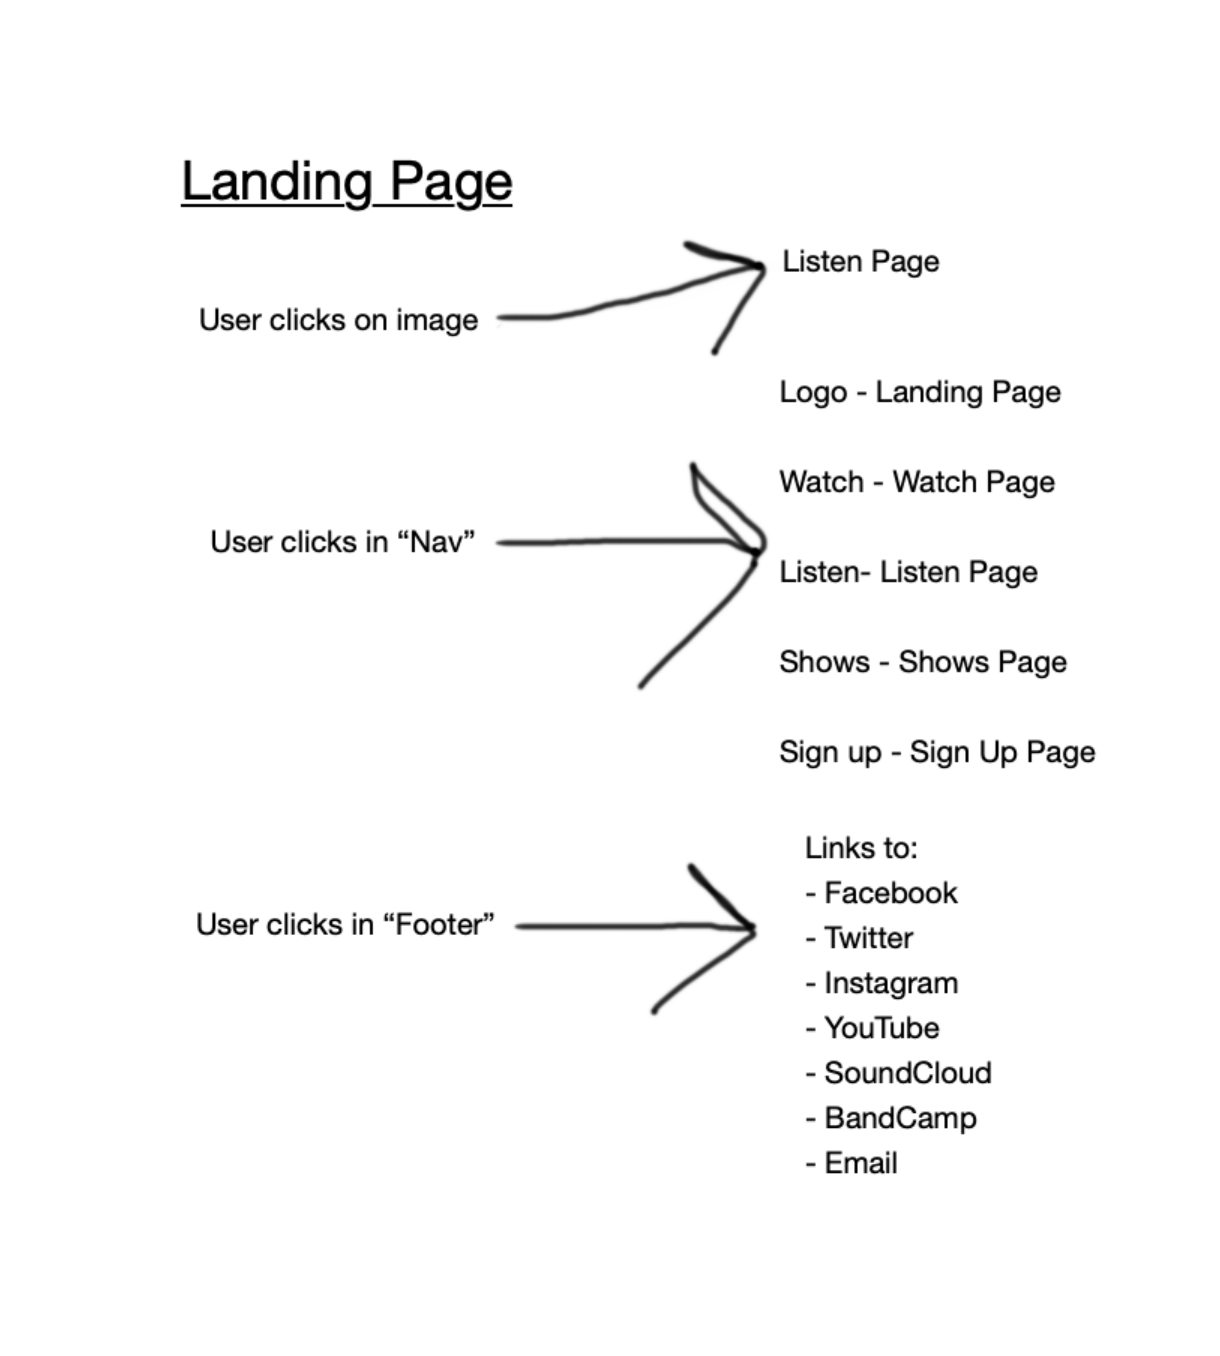 Landing Page
User clicks on image
Listen Page
User clicks in “Nav”
Logo - Landing Page
Watch - Watch Page
Listen- Listen Page
Shows - Shows Page
Sign up - Sign Up Page
User clicks in “Footer”
Links to:
- Facebook
- Twitter
- Instagram
- YouTube
- SoundCloud
- BandCamp
- Email